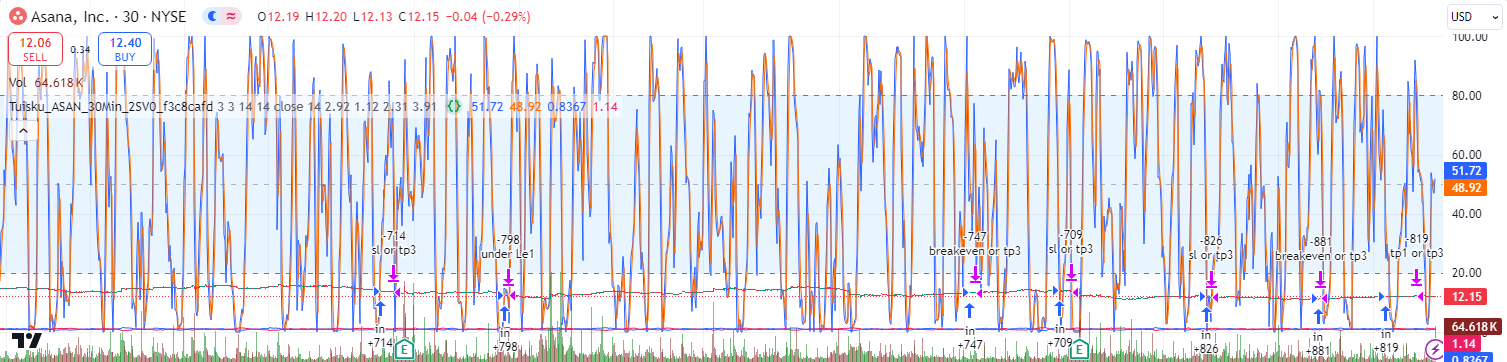 Asana, Inc. · 30 · NYSE O12.19 H12.20 L12.13 C12.15 −0.04 (−0.29%)
USD
12.06
SELL
0.34
12.40
BUY
Vol 64.618K
Tuisku_ASAN_30Min_2SV0_f3c8cafd 3 3 14 14 close 14 2.92 1.12 2.31 3.91 {} 51.72 48.92 0.8367 1.14
100.00
80.00
60.00
51.72
48.92
40.00
20.00
12.15
64.618K
1.14
0.8367
-714
sl or tp3
-798
under Le1
-747
breakeven or tp3
-709
sl or tp3
-826
sl or tp3
-881
breakeven or tp3
-819
tp1 or tp3
in
+714
E
in
+798
in
+747
in
+709
E
in
+826
in
+881
in
+819